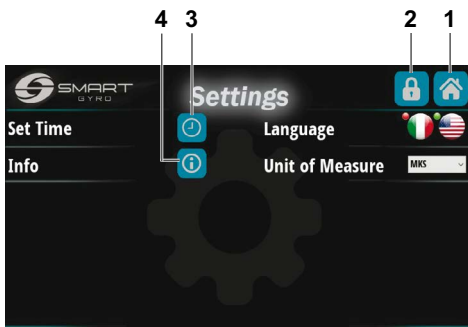 4 3 2 1
SMART
GYRO
Settings
Set Time
Language
Info
Unit of Measure
MKS